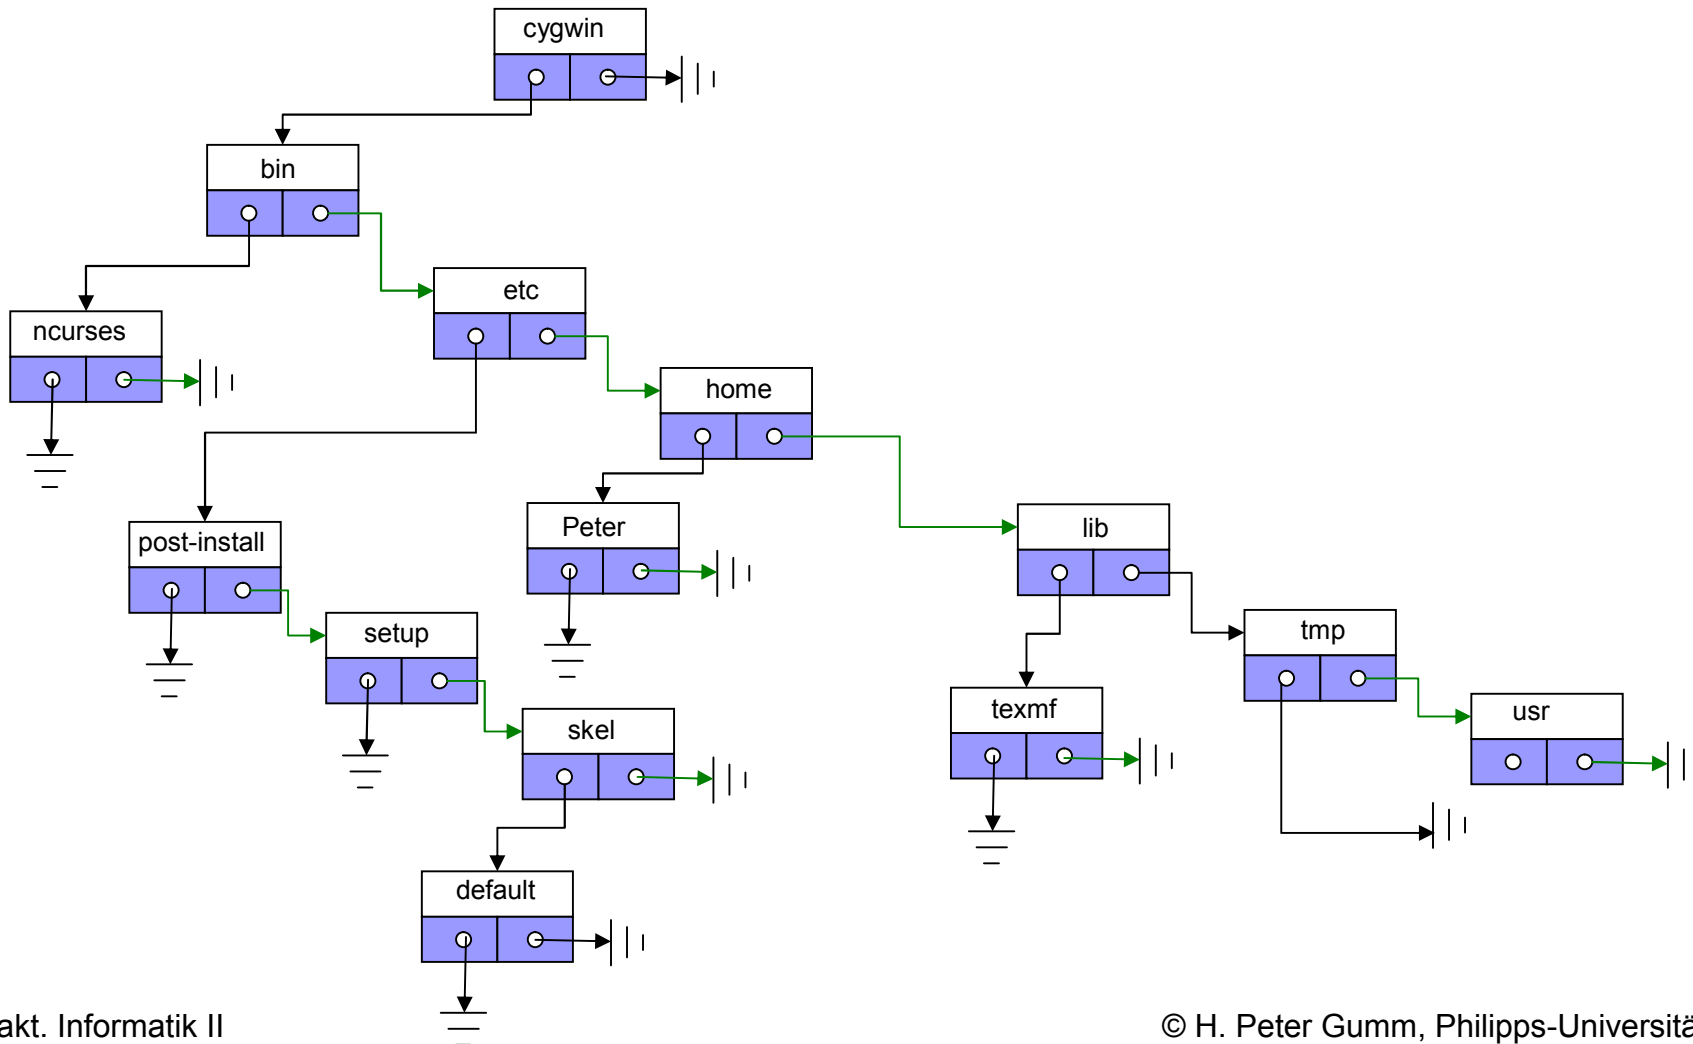 cygwin
bin
etc
ncurses
home
post-install
Peter
lib
setup
tmp
skel
texmf
usr
default
akt. Informatik II
© H. Peter Gumm, Philipps-Universitä